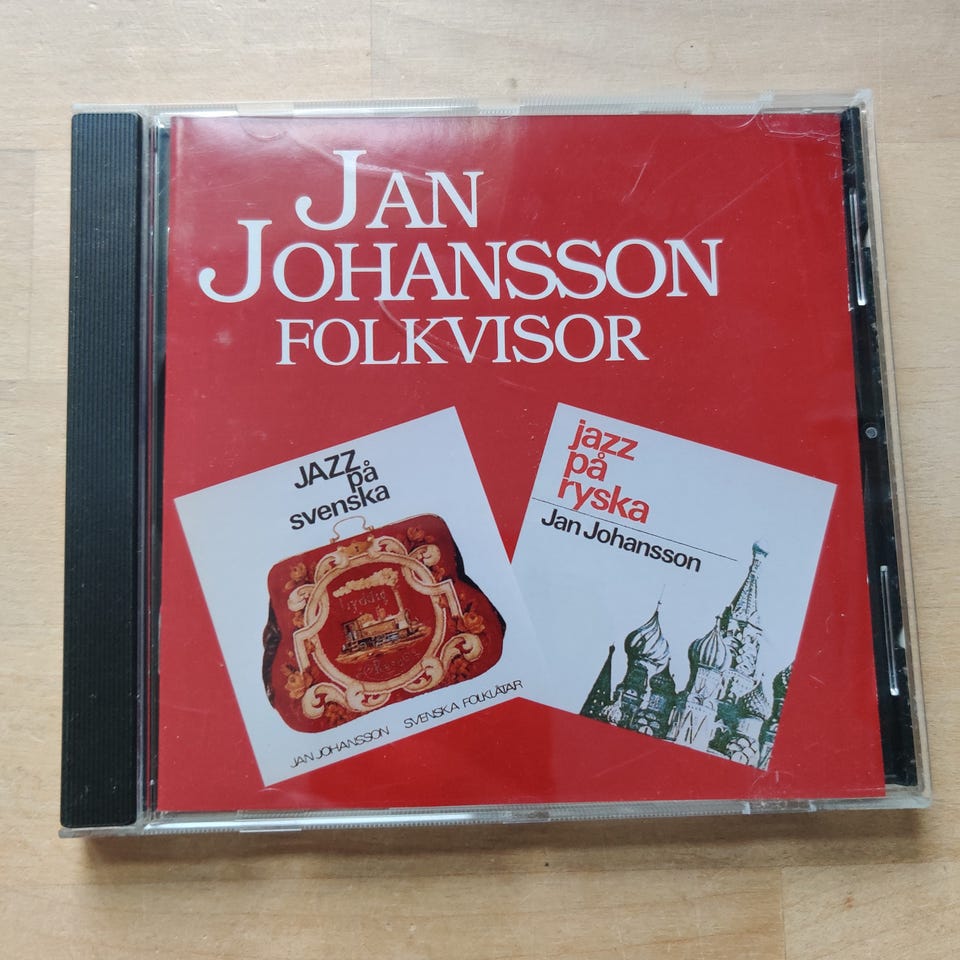 JAN
JOHANSSON
FOLKVISOR
JAZZ
på
svenska
JAN JOHANSSON SVENSKA FOLKLÅTAR
jazz
på
ryska
Jan Johansson